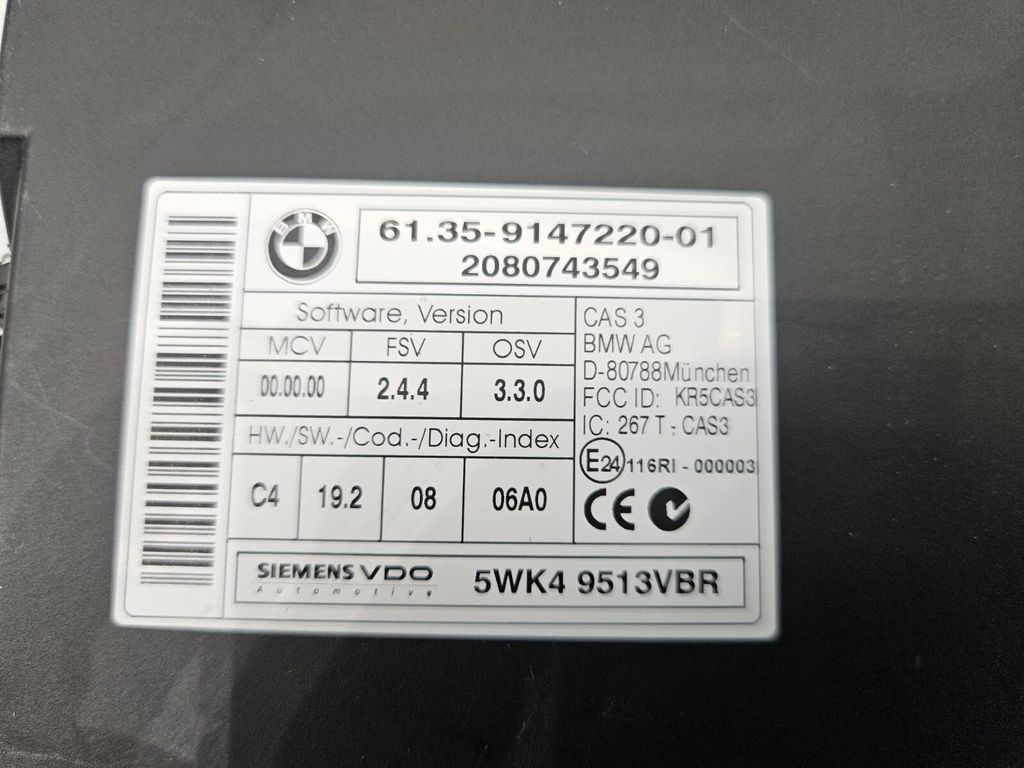 BMW
61.35-9147220-01
2080743549
Software, Version
MCV FSV OSV
00.00.00 2.4.4 3.3.0
HW./SW.-/Cod.-/Diag.-Index
C4 19.2 08 06A0
CAS 3
BMW AG
D-80788München
FCC ID: KR5CAS3
IC: 267 T - CAS3
E24 116RI - 000003
CE
SIEMENS VDO
Automotive
5WK4 9513VBR